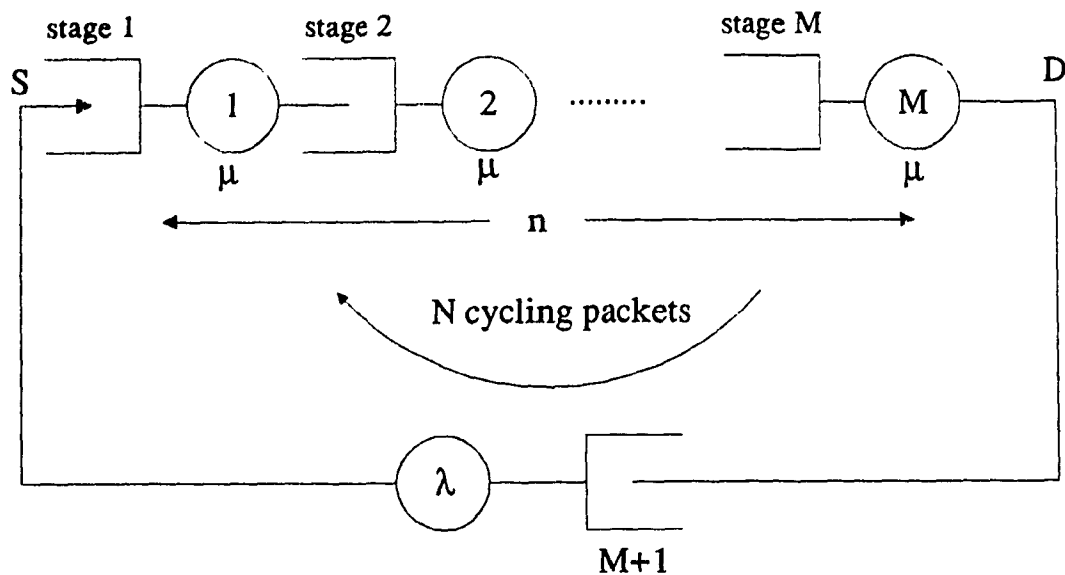 stage 1
stage 2
stage M
S
D
1
2
.........
M
μ
μ
μ
n
N cycling packets
λ
M+1